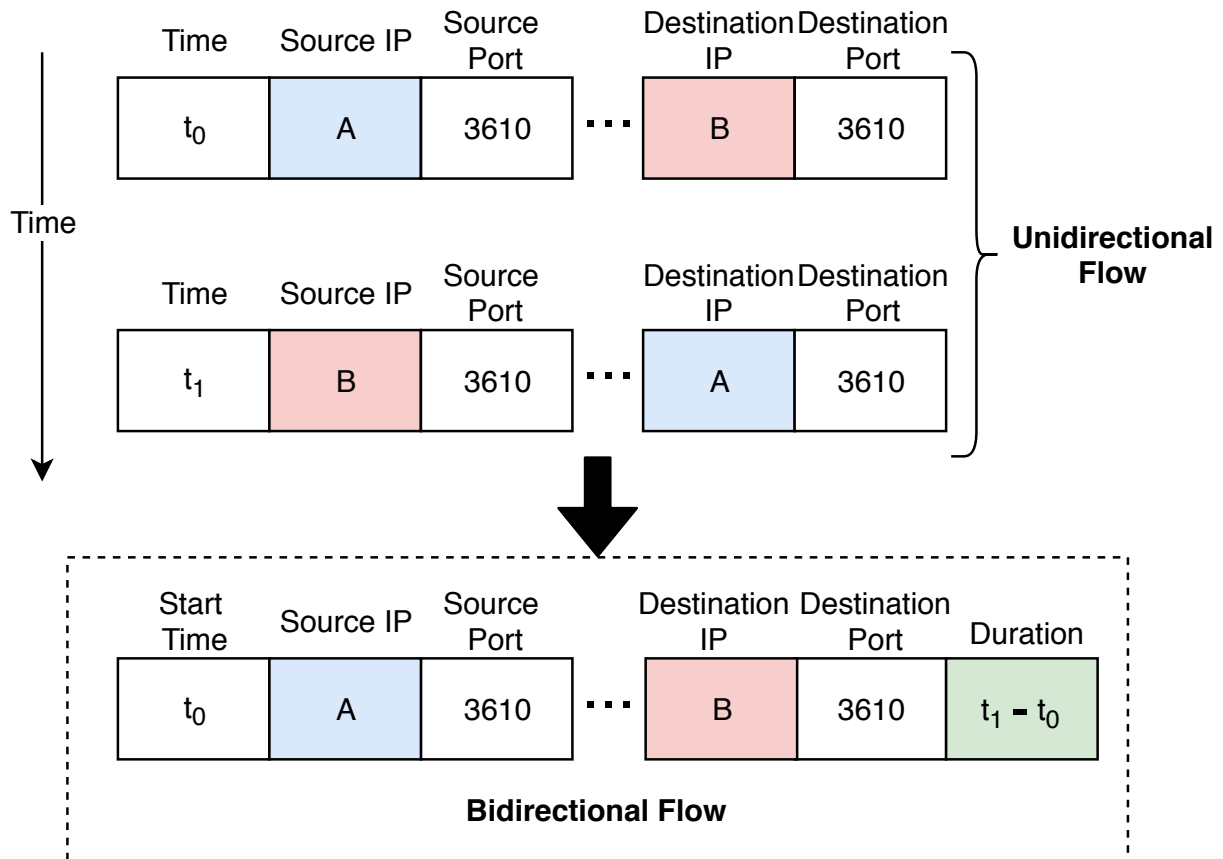 Time Source IP Source Port Destination IP Destination Port
t0 A 3610 ... B 3610
Time
Unidirectional Flow
Time Source IP Source Port Destination IP Destination Port
t1 B 3610 ... A 3610
Start Time Source IP Source Port Destination IP Destination Port Duration
t0 A 3610 ... B 3610 t1 - t0
Bidirectional Flow